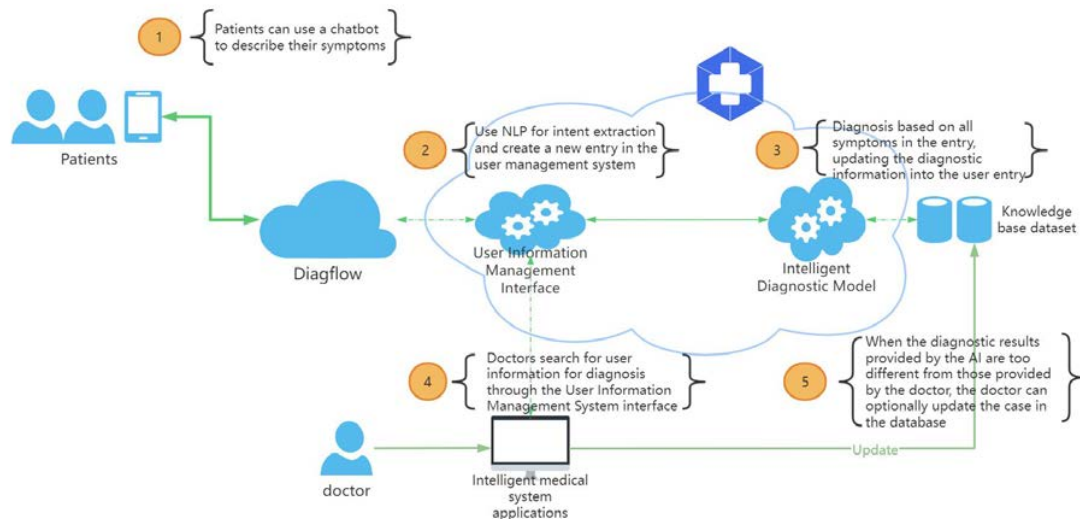 1
Patients can use a chatbot
to describe their symptoms
Patients
2
Use NLP for intent extraction
and create a new entry in the
user management system
3
Diagnosis based on all
symptoms in the entry,
updating the diagnostic
information into the user entry
Diagflow
User Information
Management
Interface
Intelligent
Diagnostic Model
Knowledge
base dataset
4
Doctors search for user
information for diagnosis
through the User Information
Management System interface
5
When the diagnostic results
provided by the AI are too
different from those provided
by the doctor, the doctor can
optionally update the case in
the database
Update
doctor
Intelligent medical
system
applications